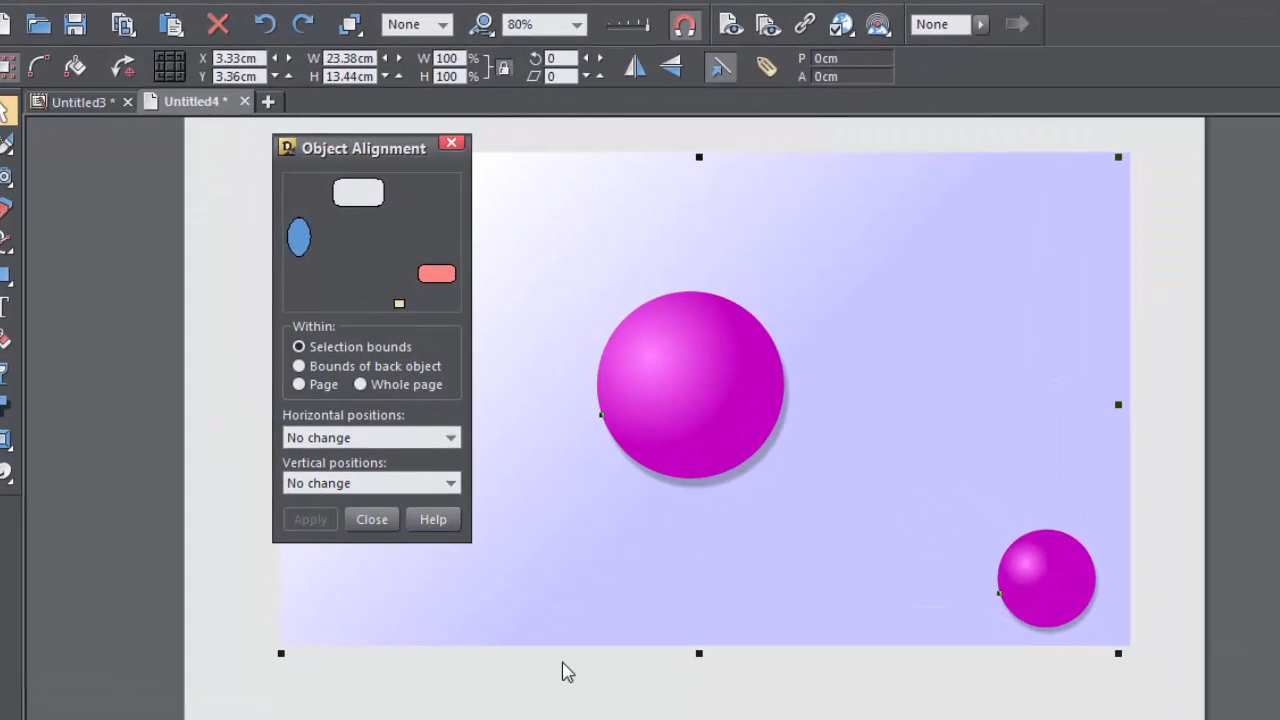 None
80%
None
X 3.33cm W 23.38cm W 100 % 0 P 0cm
Y 3.36cm H 13.44cm H 100 % 0 A 0cm
Untitled3 *
Untitled4 *
Object Alignment
Within:
Selection bounds
Bounds of back object
Page
Whole page
Horizontal positions:
No change
Vertical positions:
No change
Apply
Close
Help